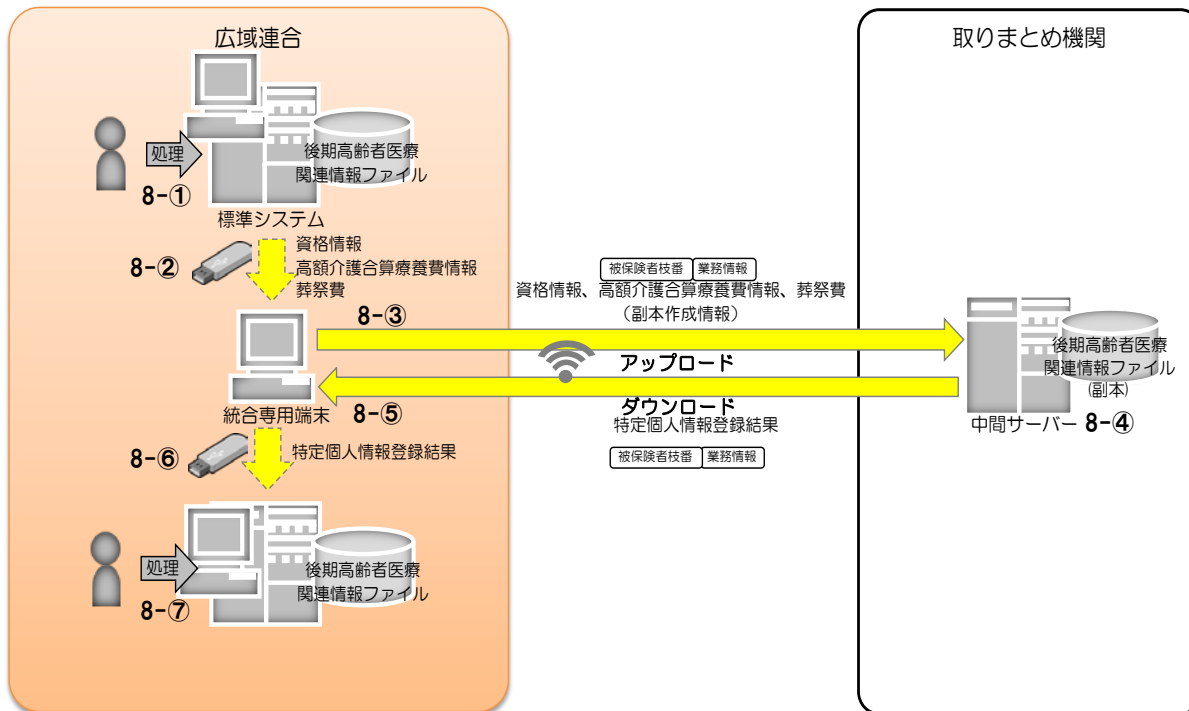 広域連合
取りまとめ機関
処理
8-①
後期高齢者医療
関連情報ファイル
標準システム
8-②
資格情報
高額介護合算療養費情報
葬祭費
被保険者枝番 業務情報
資格情報、高額介護合算療養費情報、葬祭費
（副本作成情報）
8-③
アップロード
後期高齢者医療
関連情報ファイル
(副本)
中間サーバー 8-④
統合専用端末 8-⑤
ダウンロード
特定個人情報登録結果
被保険者枝番 業務情報
8-⑥
特定個人情報登録結果
処理
8-⑦
後期高齢者医療
関連情報ファイル